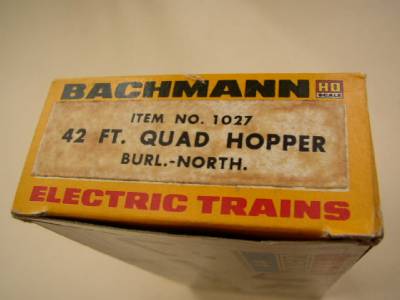 BACHMANN HO SCALE
ITEM NO. 1027
42 FT. QUAD HOPPER
BURL.-NORTH.
ELECTRIC TRAINS